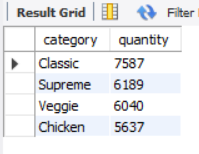 Result Grid Filter
category quantity
Classic 7587
Supreme 6189
Veggie 6040
Chicken 5637